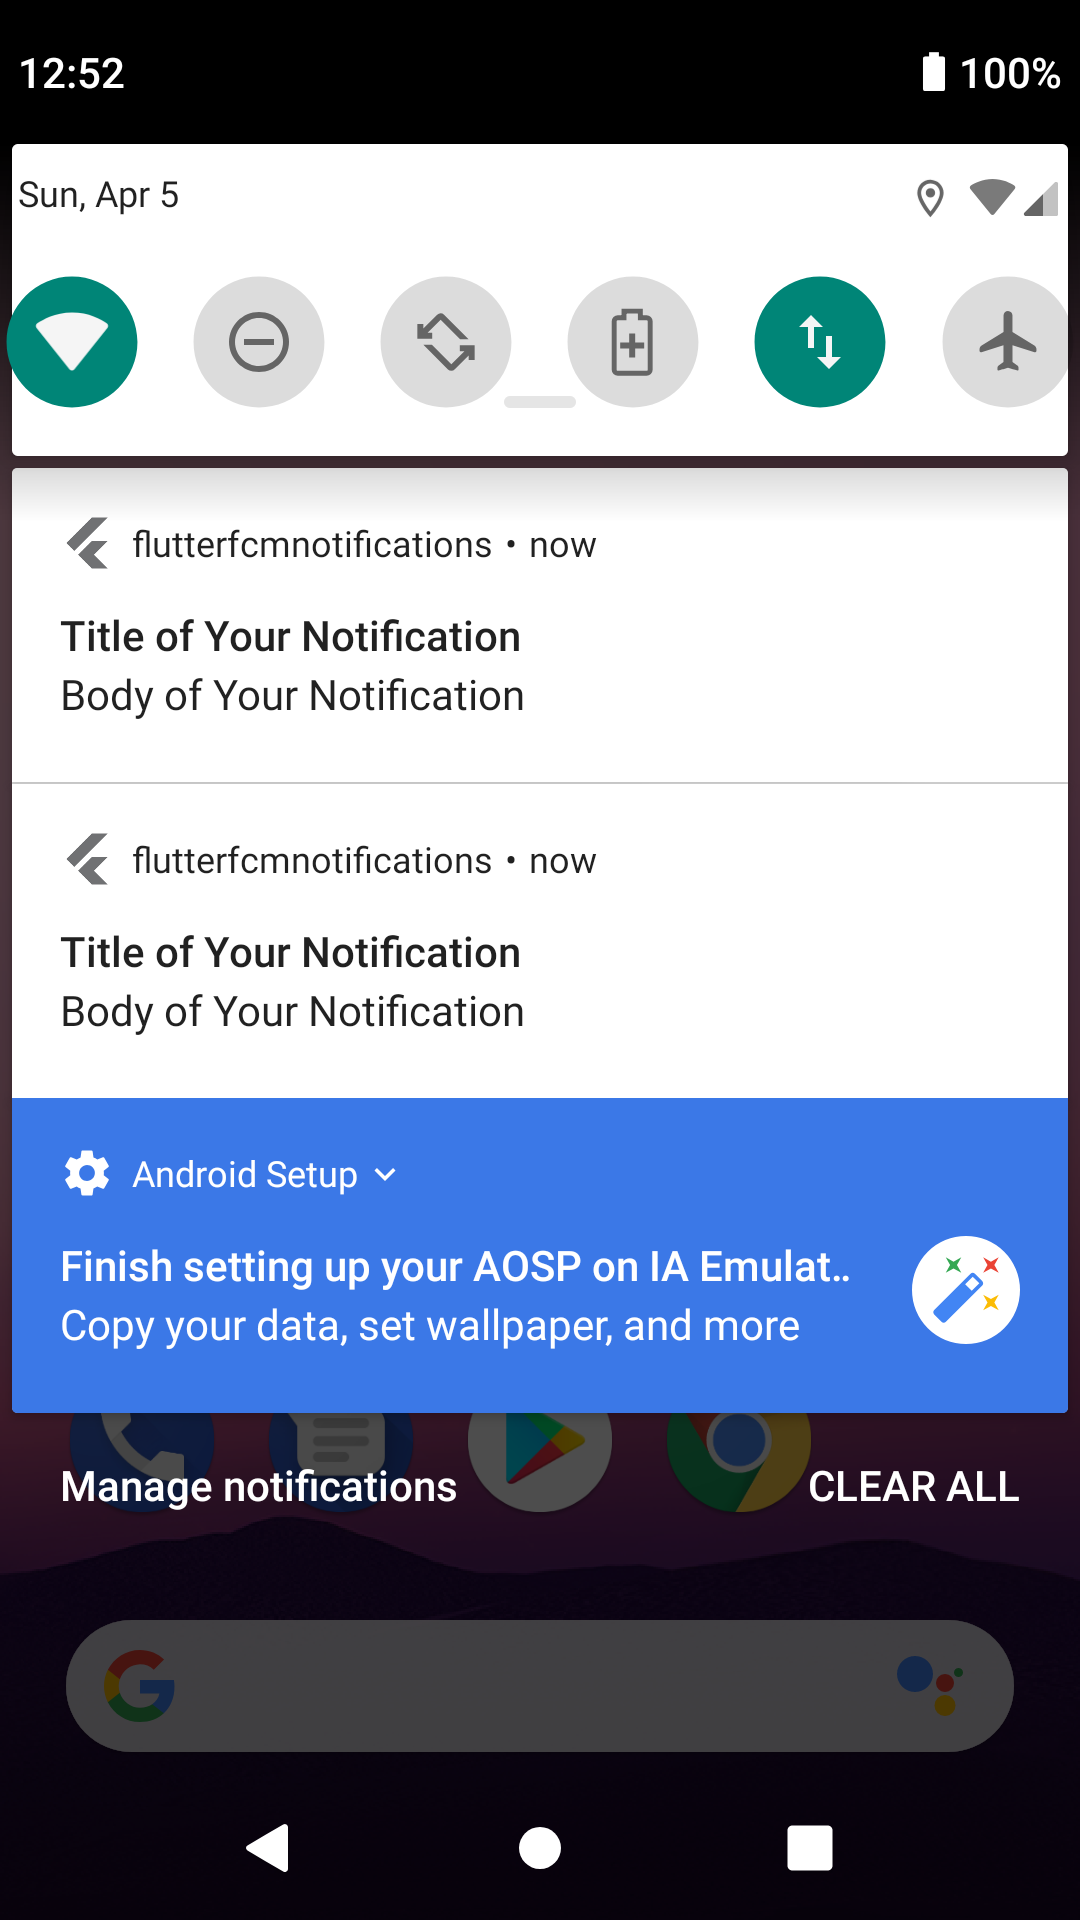 12:52
100%
Sun, Apr 5
flutterfcmnotifications • now
Title of Your Notification
Body of Your Notification
flutterfcmnotifications • now
Title of Your Notification
Body of Your Notification
Android Setup
Finish setting up your AOSP on IA Emulat..
Copy your data, set wallpaper, and more
Manage notifications
CLEAR ALL